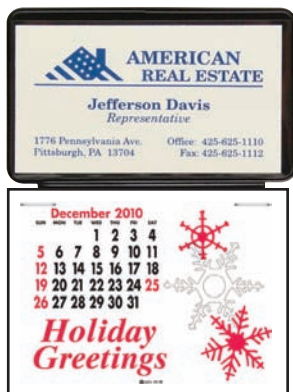 AMERICAN
REAL ESTATE
Jefferson Davis
Representative
1776 Pennsylvania Ave. Office: 425-625-1110
Pittsburgh, PA 13704 Fax: 425-625-1112
December 2010
SUN MON TUE WED THU FRI SAT
1 2 3 4
5 6 7 8 9 10 11
12 13 14 15 16 17 18
19 20 21 22 23 24 25
26 27 28 29 30 31
Holiday
Greetings